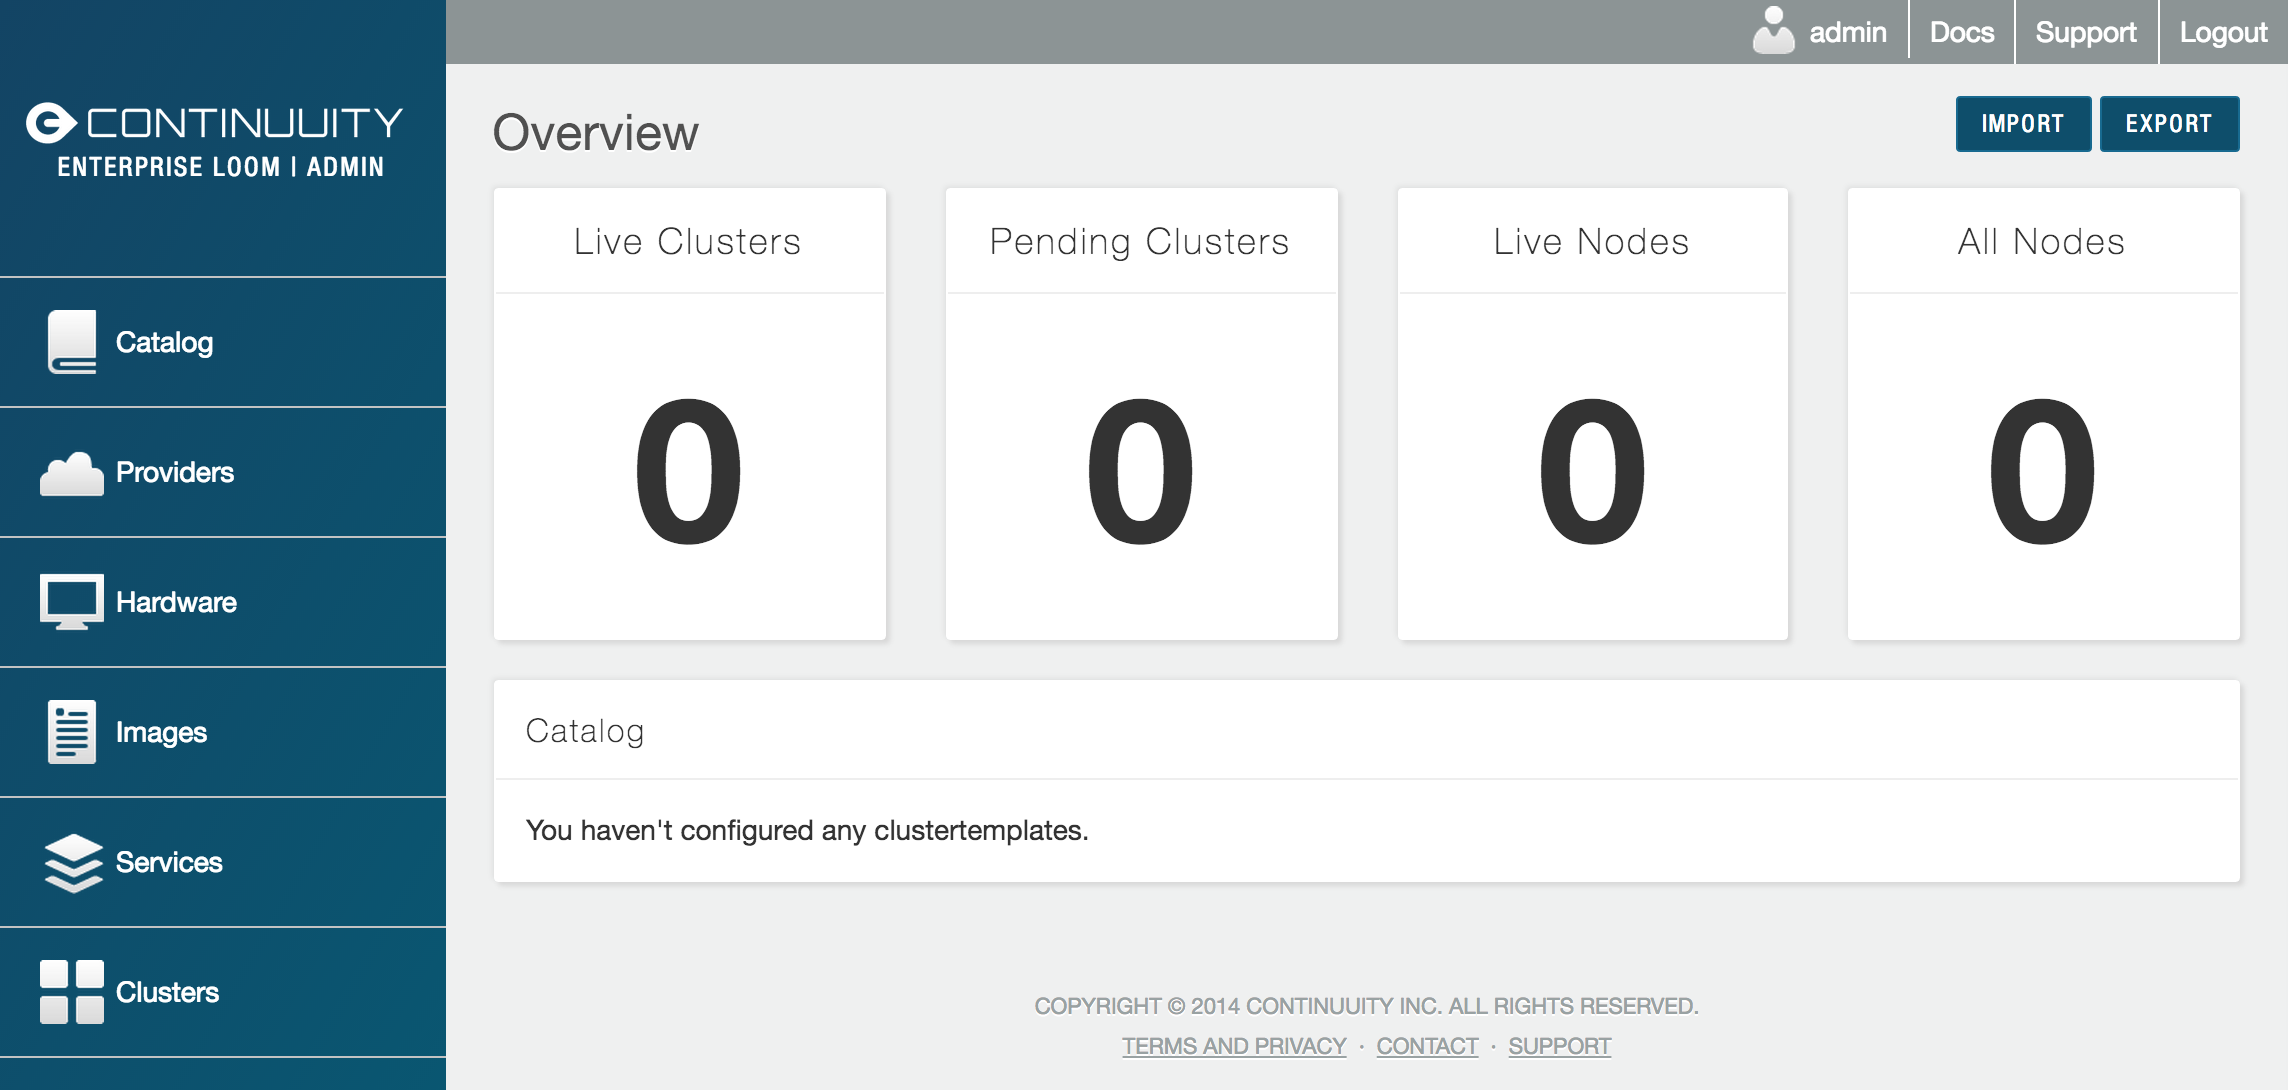 admin
Docs
Support
Logout
CONTINUUITY
ENTERPRISE LOOM | ADMIN
Catalog
Providers
Hardware
Images
Services
Clusters
Overview
IMPORT
EXPORT
Live Clusters
0
Pending Clusters
0
Live Nodes
0
All Nodes
0
Catalog
You haven't configured any clustertemplates.
COPYRIGHT © 2014 CONTINUUITY INC. ALL RIGHTS RESERVED.
TERMS AND PRIVACY · CONTACT · SUPPORT